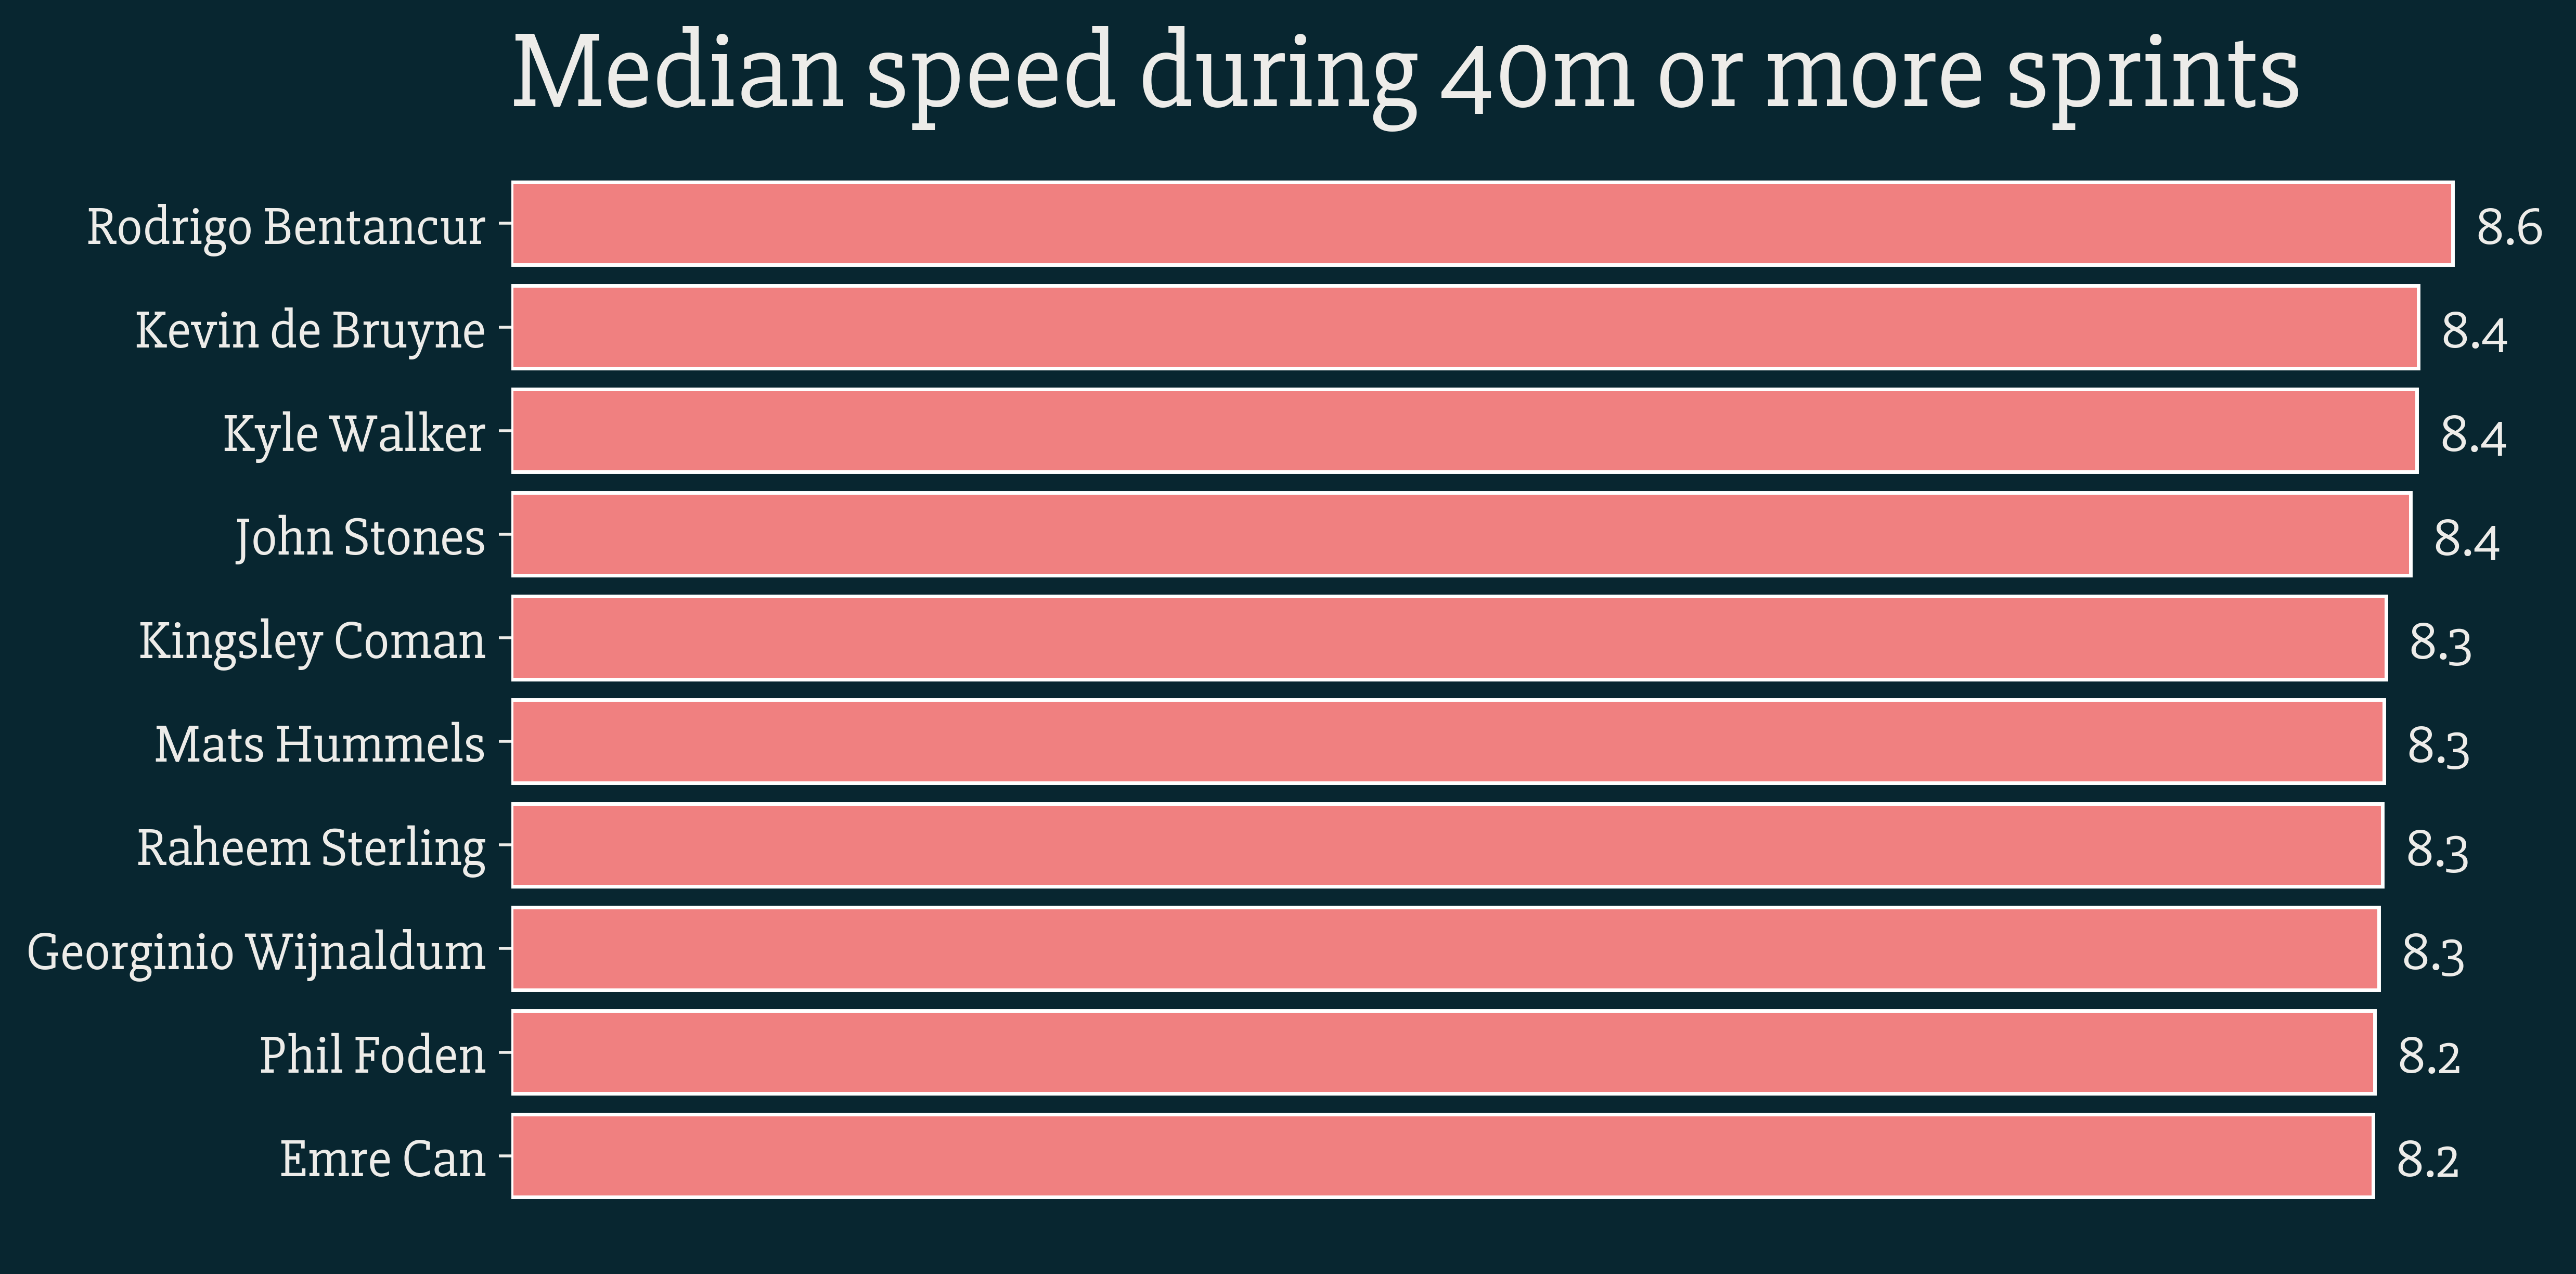 Median speed during 40m or more sprints
Rodrigo Bentancur 8.6
Kevin de Bruyne 8.4
Kyle Walker 8.4
John Stones 8.4
Kingsley Coman 8.3
Mats Hummels 8.3
Raheem Sterling 8.3
Georginio Wijnaldum 8.3
Phil Foden 8.2
Emre Can 8.2